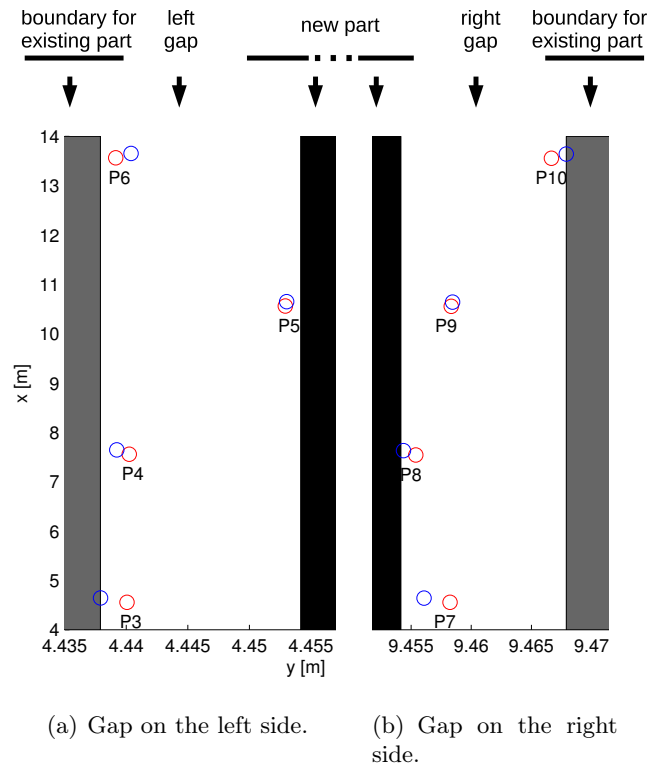 boundary for
existing part
left
gap
new part
right
gap
boundary for
existing part
14
13
12
11
10
9
8
7
6
5
4
x [m]
P6
P5
P4
P3
P10
P9
P8
P7
4.435 4.44 4.445 4.45 4.455
9.455 9.46 9.465 9.47
y [m]
(a) Gap on the left side.
(b) Gap on the right
side.